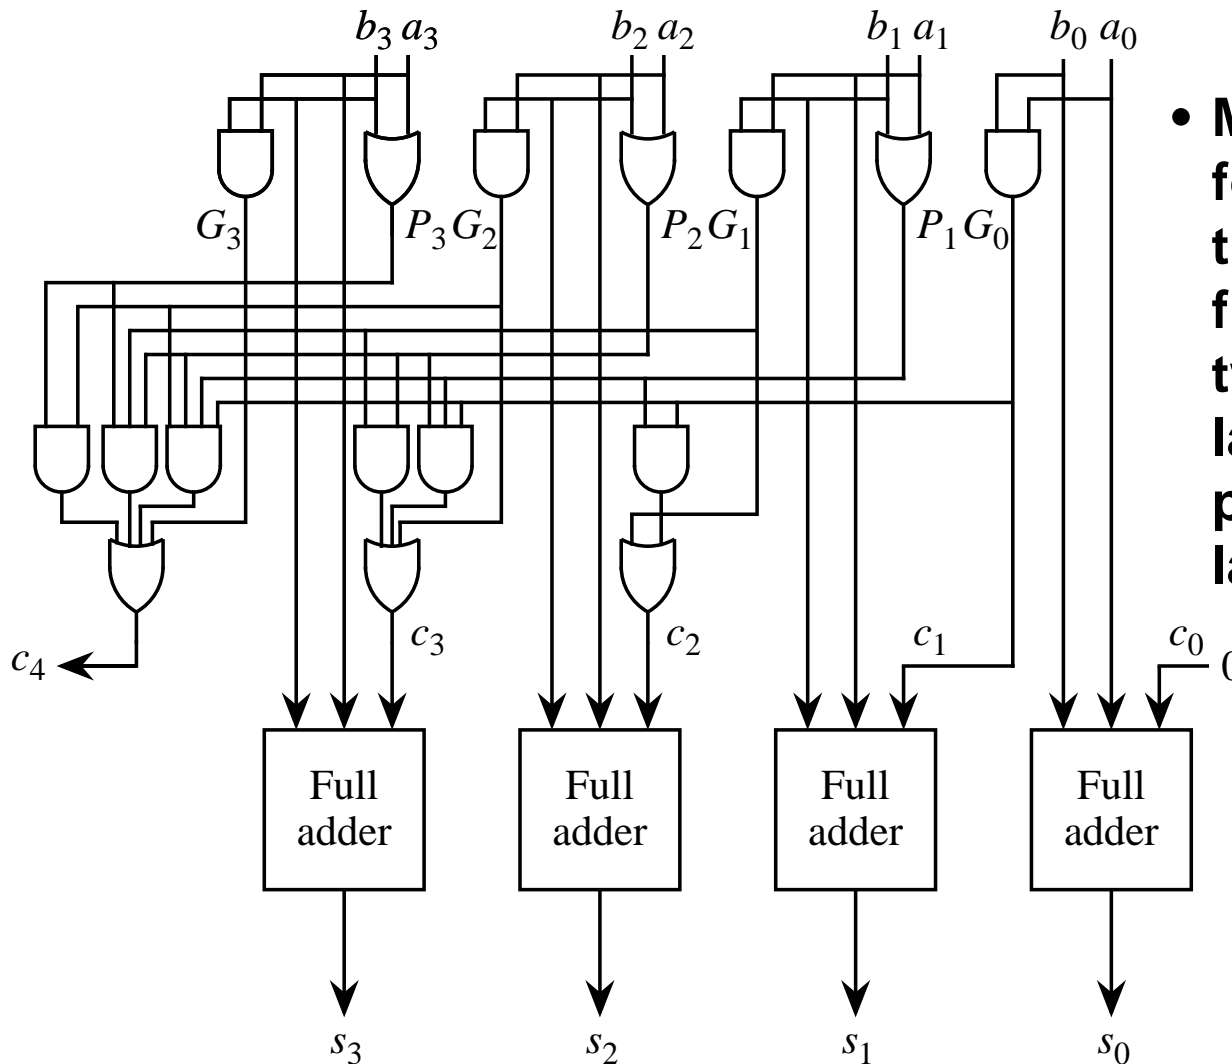 b₃ a₃ b₂ a₂ b₁ a₁ b₀ a₀
G₃ P₃ G₂ P₂ G₁ P₁ G₀
c₄ c₃ c₂ c₁ c₀ 0
Full adder Full adder Full adder Full adder
s₃ s₂ s₁ s₀